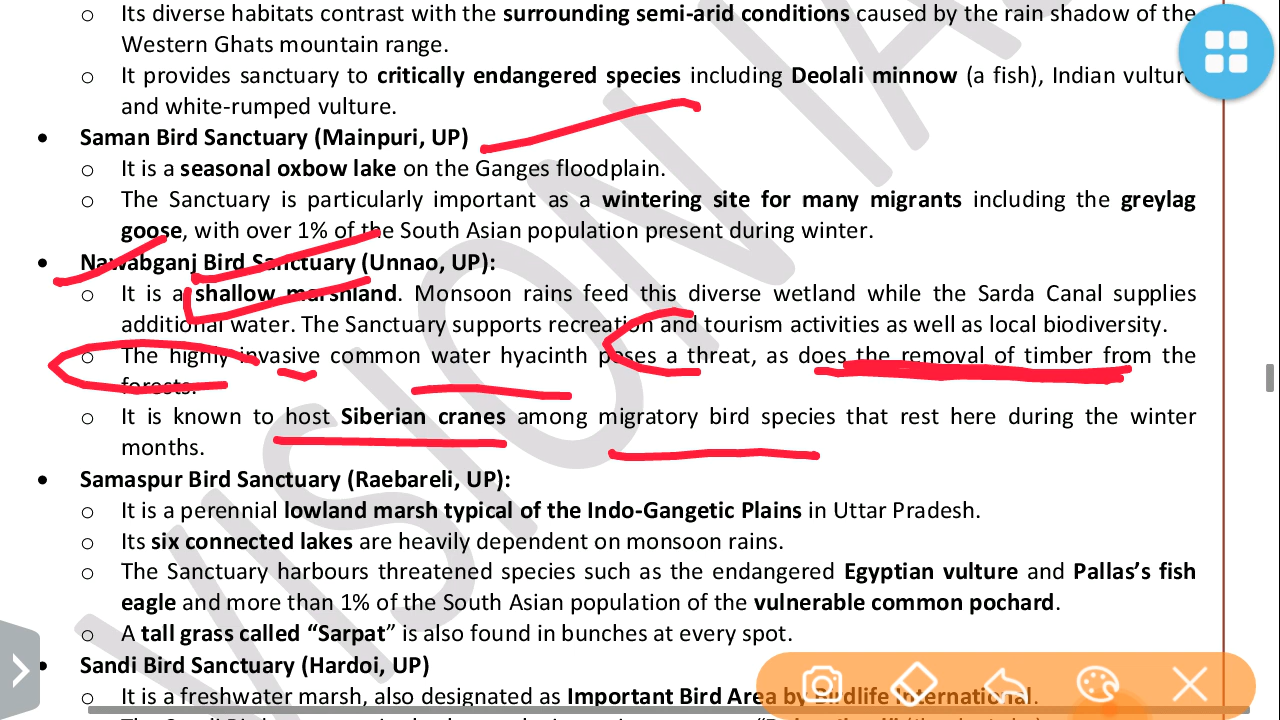 o Its diverse habitats contrast with the surrounding semi-arid conditions caused by the rain shadow of the
Western Ghats mountain range.
o It provides sanctuary to critically endangered species including Deolali minnow (a fish), Indian vulture
and white-rumped vulture.
• Saman Bird Sanctuary (Mainpuri, UP)
o It is a seasonal oxbow lake on the Ganges floodplain.
o The Sanctuary is particularly important as a wintering site for many migrants including the greylag
goose, with over 1% of the South Asian population present during winter.
• Nawabganj Bird Sanctuary (Unnao, UP):
o It is a shallow marshland. Monsoon rains feed this diverse wetland while the Sarda Canal supplies
additional water. The Sanctuary supports recreation and tourism activities as well as local biodiversity.
o The highly invasive common water hyacinth poses a threat, as does the removal of timber from the
forests.
o It is known to host Siberian cranes among migratory bird species that rest here during the winter
months.
• Samaspur Bird Sanctuary (Raebareli, UP):
o It is a perennial lowland marsh typical of the Indo-Gangetic Plains in Uttar Pradesh.
o Its six connected lakes are heavily dependent on monsoon rains.
o The Sanctuary harbours threatened species such as the endangered Egyptian vulture and Pallas's fish
eagle and more than 1% of the South Asian population of the vulnerable common pochard.
o A tall grass called "Sarpat" is also found in bunches at every spot.
• Sandi Bird Sanctuary (Hardoi, UP)
o It is a freshwater marsh, also designated as Important Bird Area by Birdlife International.
VISION IA